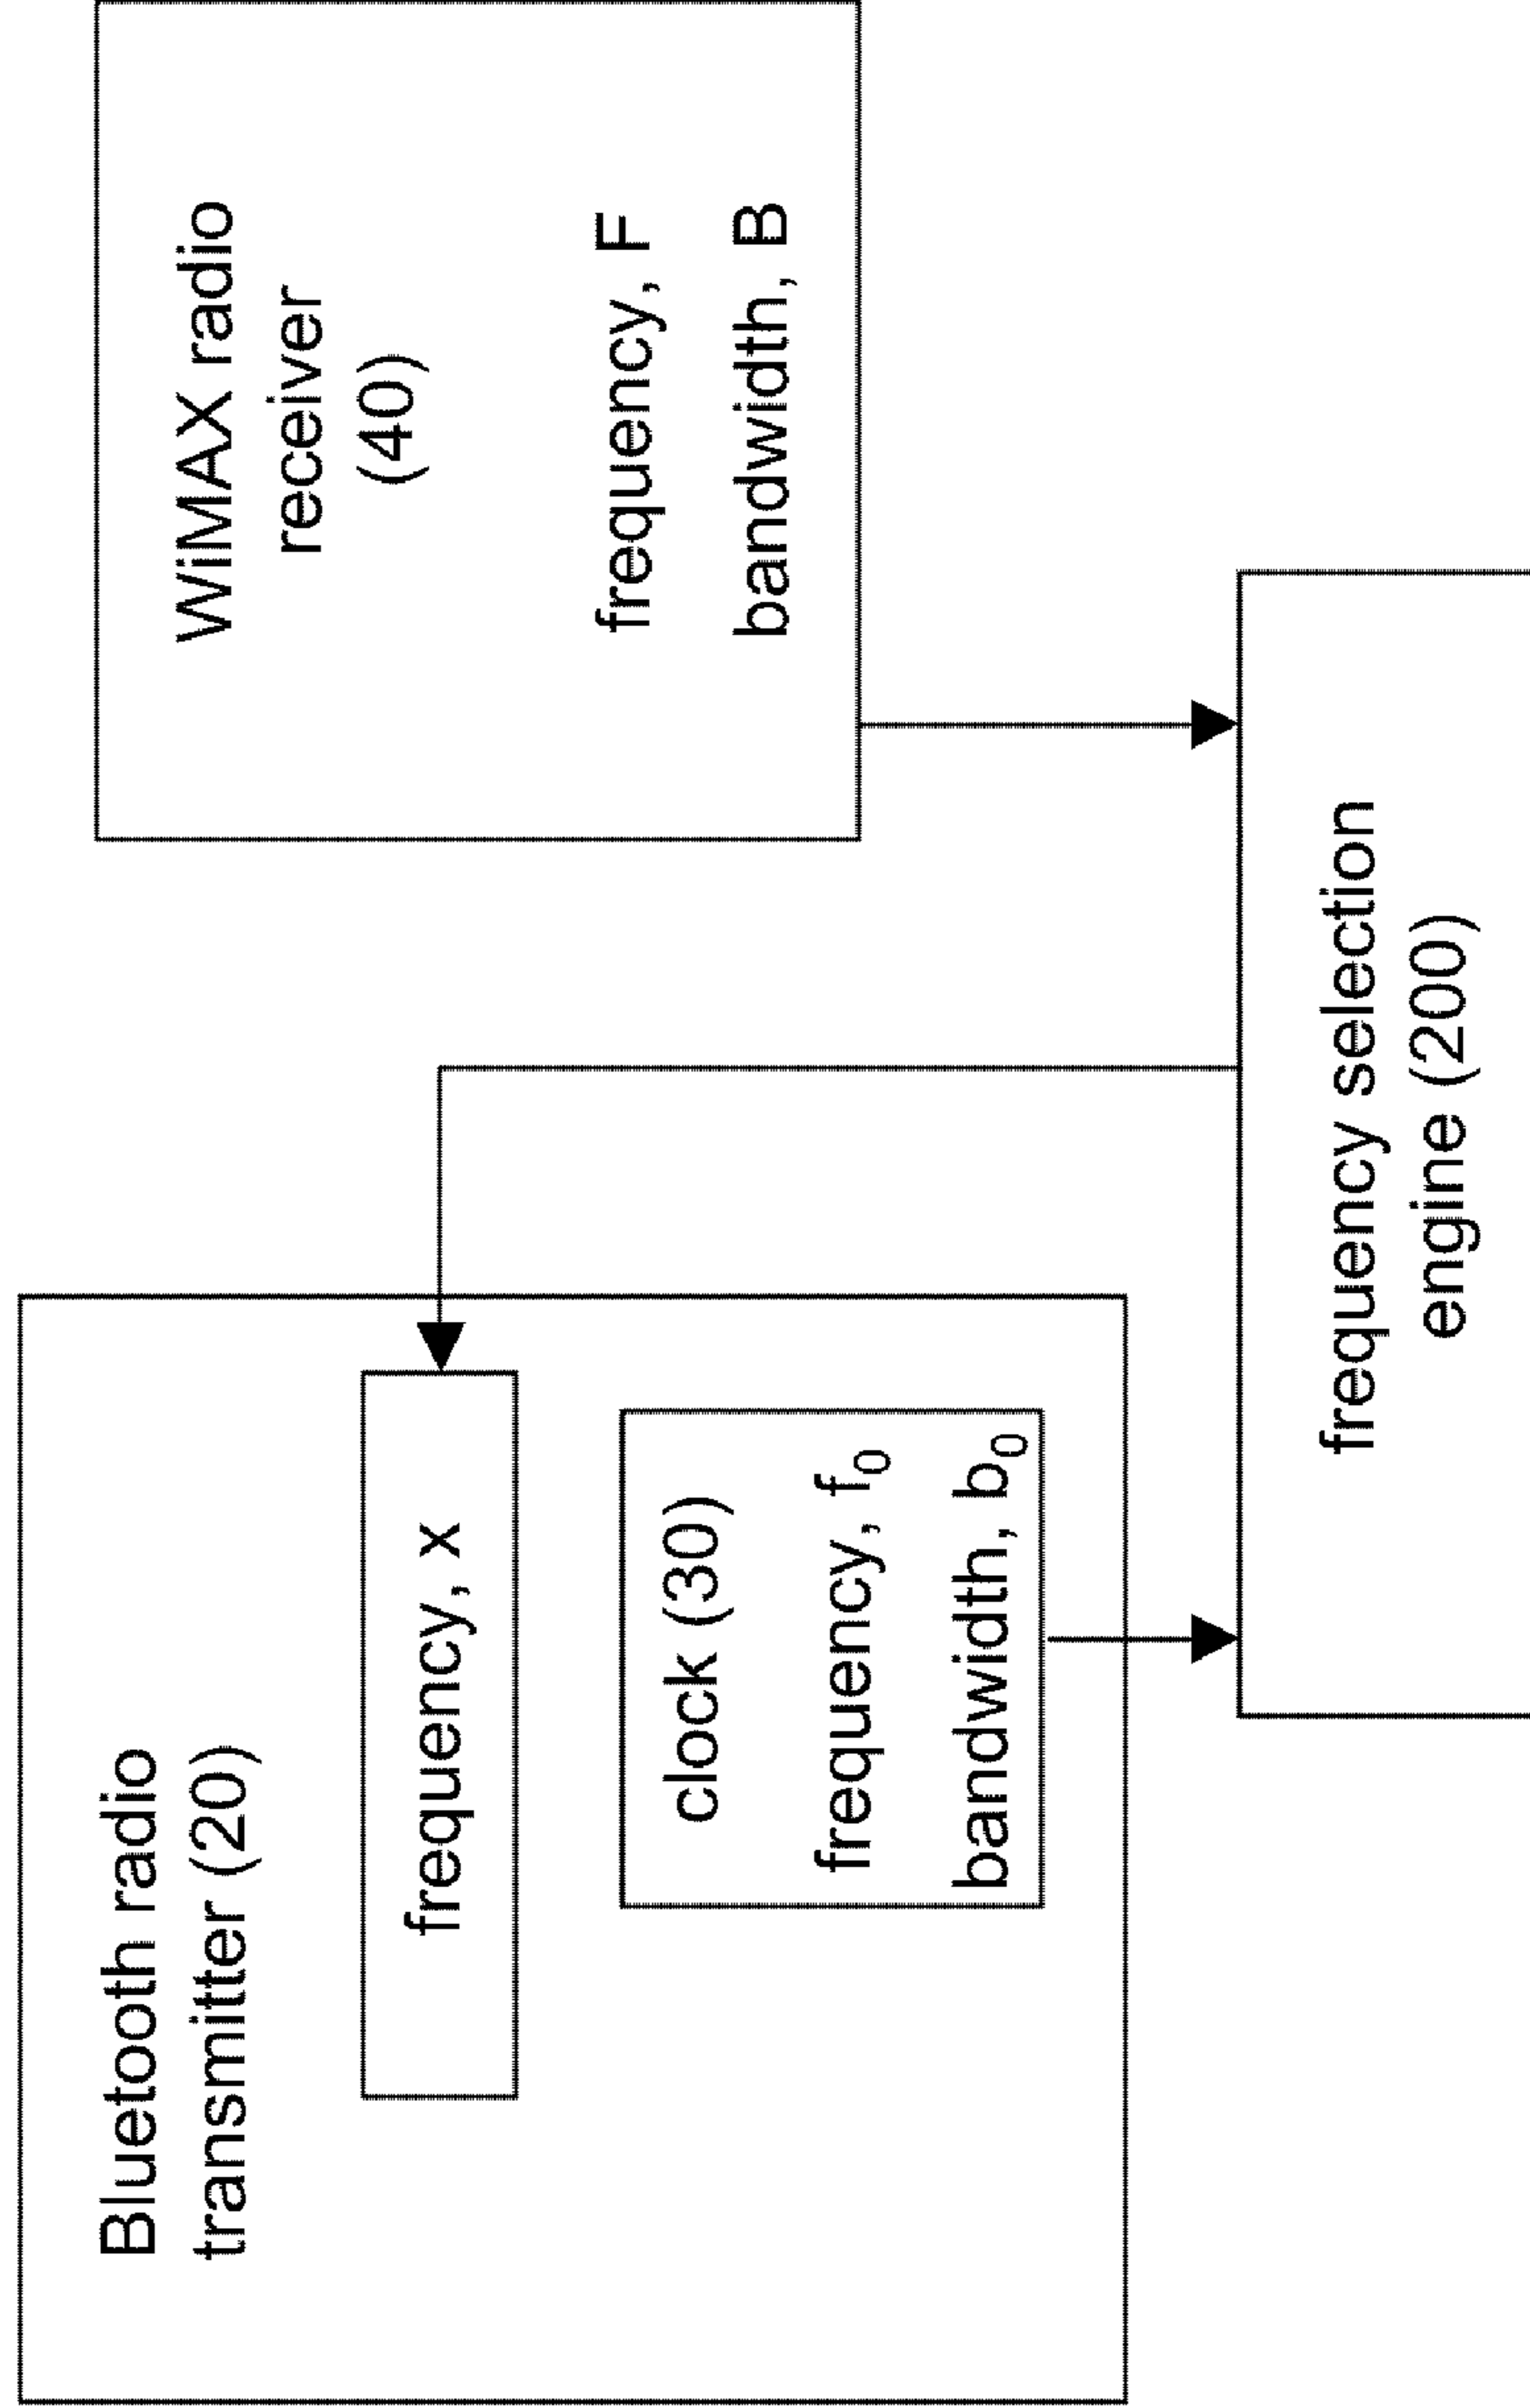 Bluetooth radio
transmitter (20)
frequency, x
clock (30)
frequency, f₀
bandwidth, b₀
WiMAX radio
receiver
(40)
frequency, F
bandwidth, B
frequency selection
engine (200)